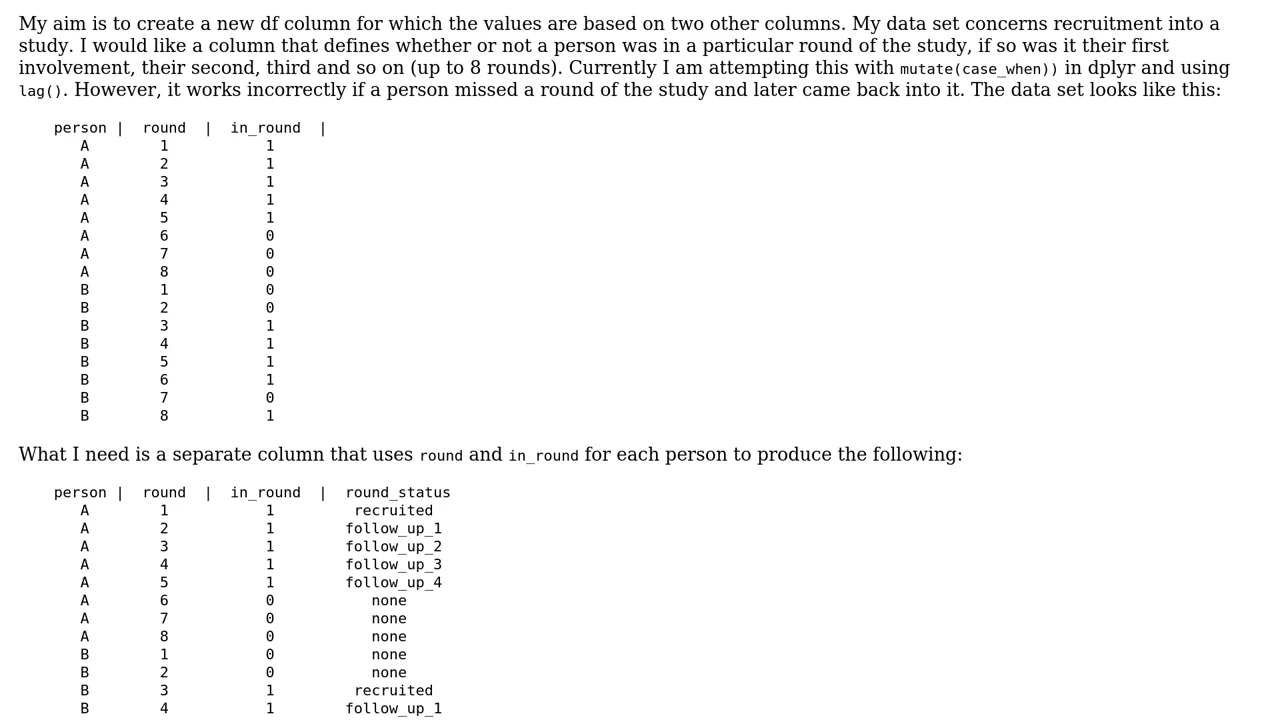 My aim is to create a new df column for which the values are based on two other columns. My data set concerns recruitment into a
study. I would like a column that defines whether or not a person was in a particular round of the study, if so was it their first
involvement, their second, third and so on (up to 8 rounds). Currently I am attempting this with mutate(case_when)) in dplyr and using
lag(). However, it works incorrectly if a person missed a round of the study and later came back into it. The data set looks like this:
person | round | in_round |
A 1 1
A 2 1
A 3 1
A 4 1
A 5 1
A 6 0
A 7 0
A 8 0
B 1 0
B 2 0
B 3 1
B 4 1
B 5 1
B 6 1
B 7 0
B 8 1
What I need is a separate column that uses round and in_round for each person to produce the following:
person | round | in_round | round_status
A 1 1 recruited
A 2 1 follow_up_1
A 3 1 follow_up_2
A 4 1 follow_up_3
A 5 1 follow_up_4
A 6 0 none
A 7 0 none
A 8 0 none
B 1 0 none
B 2 0 none
B 3 1 recruited
B 4 1 follow_up_1